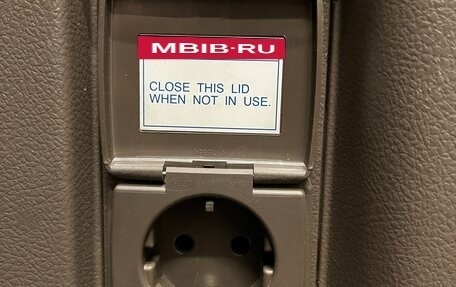 MBIB-RU
CLOSE THIS LID
WHEN NOT IN USE.